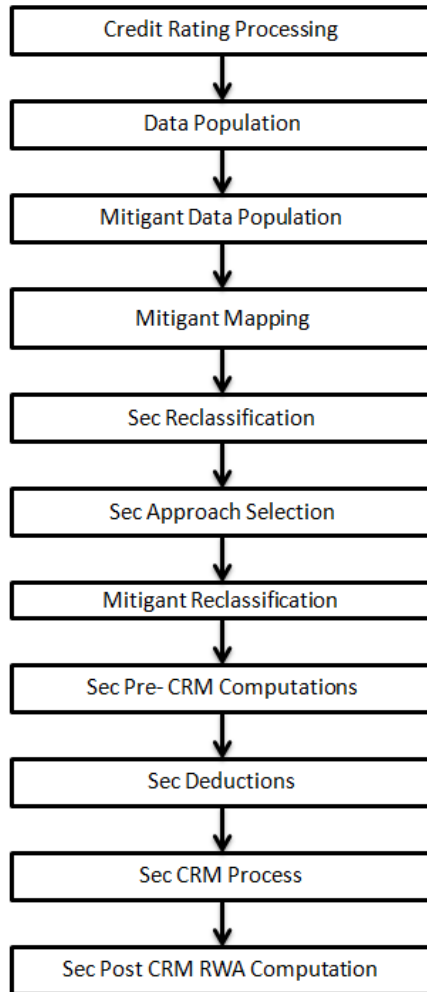 Credit Rating Processing
Data Population
Mitigant Data Population
Mitigant Mapping
Sec Reclassification
Sec Approach Selection
Mitigant Reclassification
Sec Pre- CRM Computations
Sec Deductions
Sec CRM Process
Sec Post CRM RWA Computation